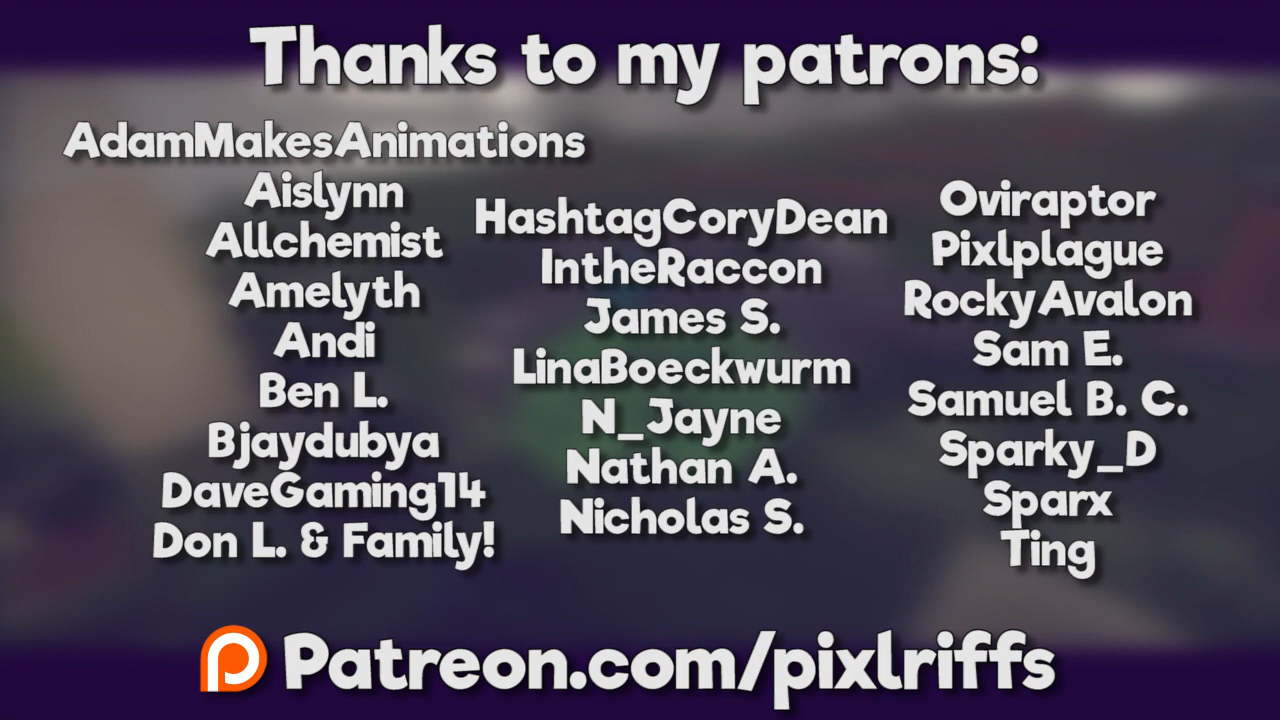 Thanks to my patrons:
AdamMakesAnimations
Aislynn
Allchemist
Amelyth
Andi
Ben L.
Bjaydubya
DaveGaming14
Don L. & Family!
HashtagCoryDean
IntheRaccon
James S.
LinaBoeckwurm
N_Jayne
Nathan A.
Nicholas S.
Oviraptor
Pixlplague
RockyAvalon
Sam E.
Samuel B. C.
Sparky_D
Sparx
Ting
Patreon.com/pixlriffs